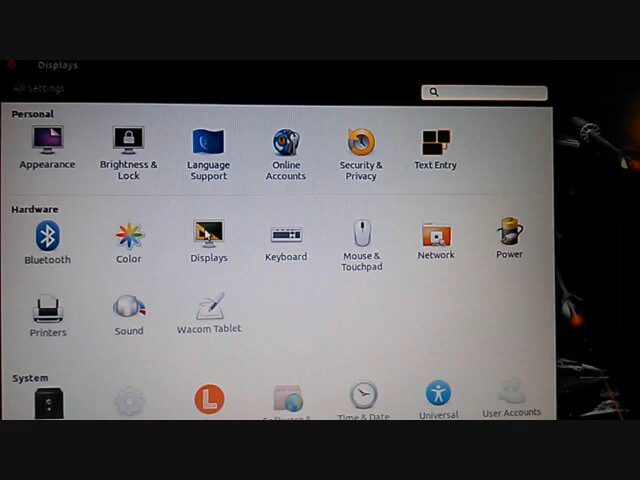 Displays
All Settings
Personal
Appearance
Brightness &
Lock
Language
Support
Online
Accounts
Security &
Privacy
Text Entry
Hardware
Bluetooth
Color
Displays
Keyboard
Mouse &
Touchpad
Network
Power
Printers
Sound
Wacom Tablet
System
Software &
Time & Date
Universal
User Accounts